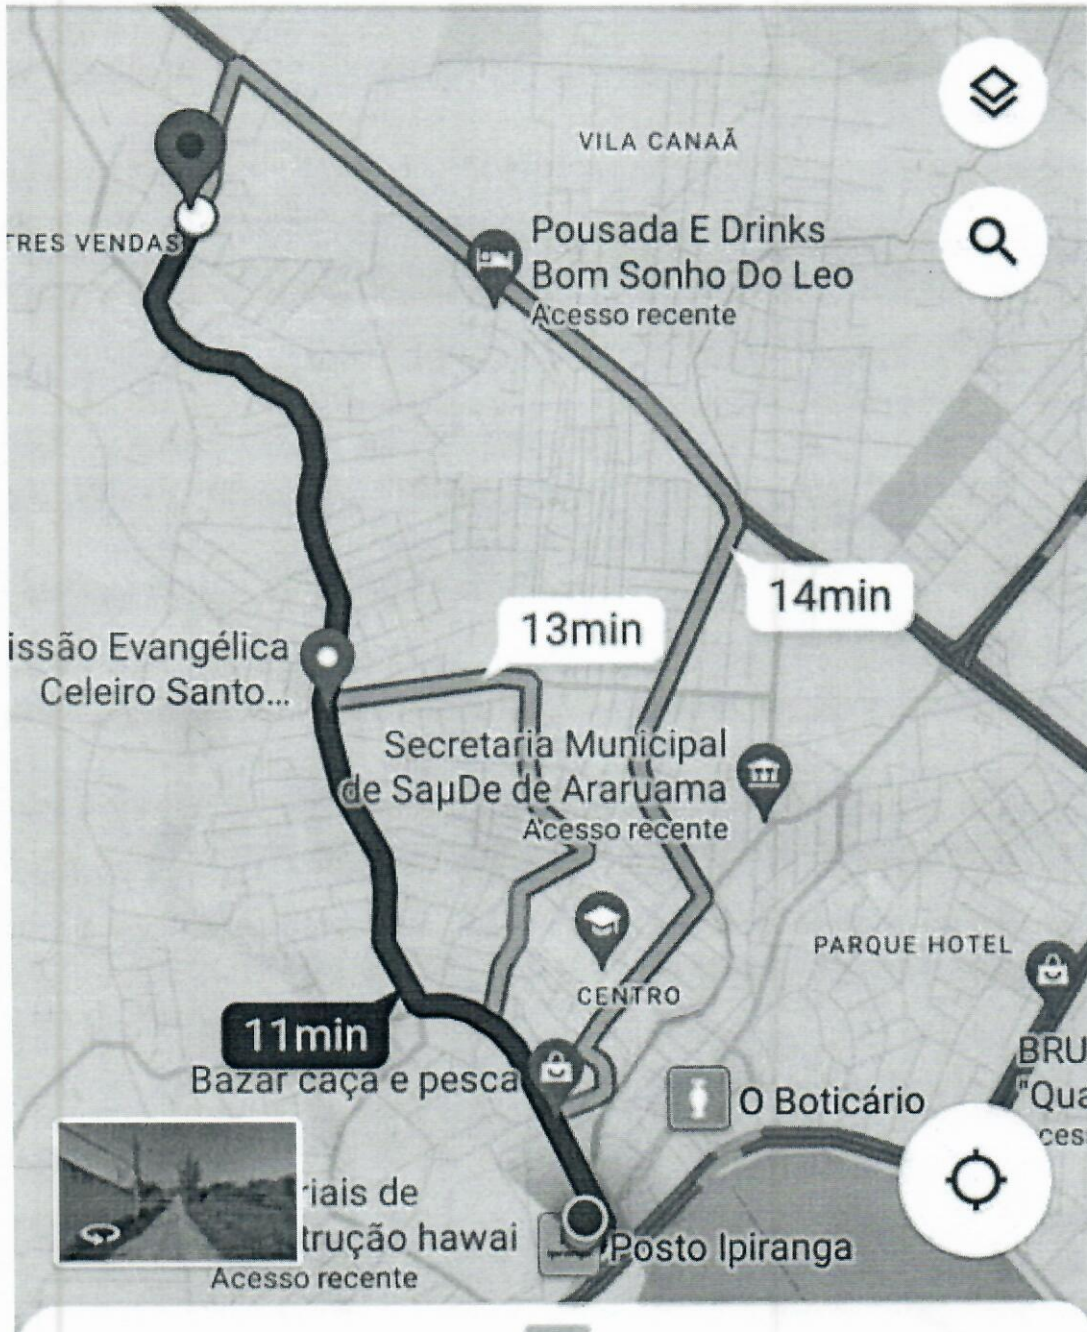 VILA CANAÃ
Pousada E Drinks
Bom Sonho Do Leo
Acesso recente
TRES VENDAS
14min
13min
issão Evangélica
Celeiro Santo...
Secretaria Municipal
de SaµDe de Araruama
Acesso recente
PARQUE HOTEL
CENTRO
11min
Bazar caça e pesca
BRU
"Qua
O Boticário
ces
riais de
trução hawai
Acesso recente
Posto Ipiranga